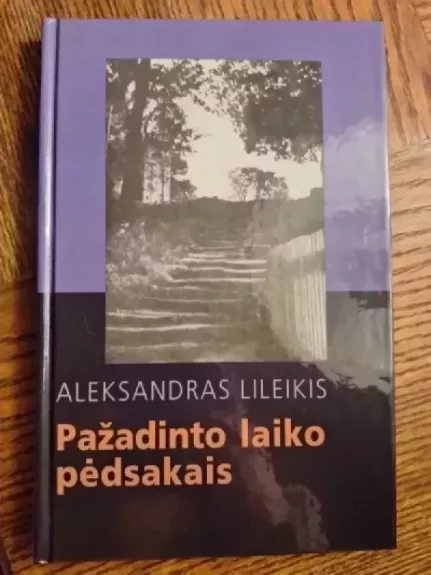 ALEKSANDRAS LILEIKIS
Pažadinto laiko
pėdsakais